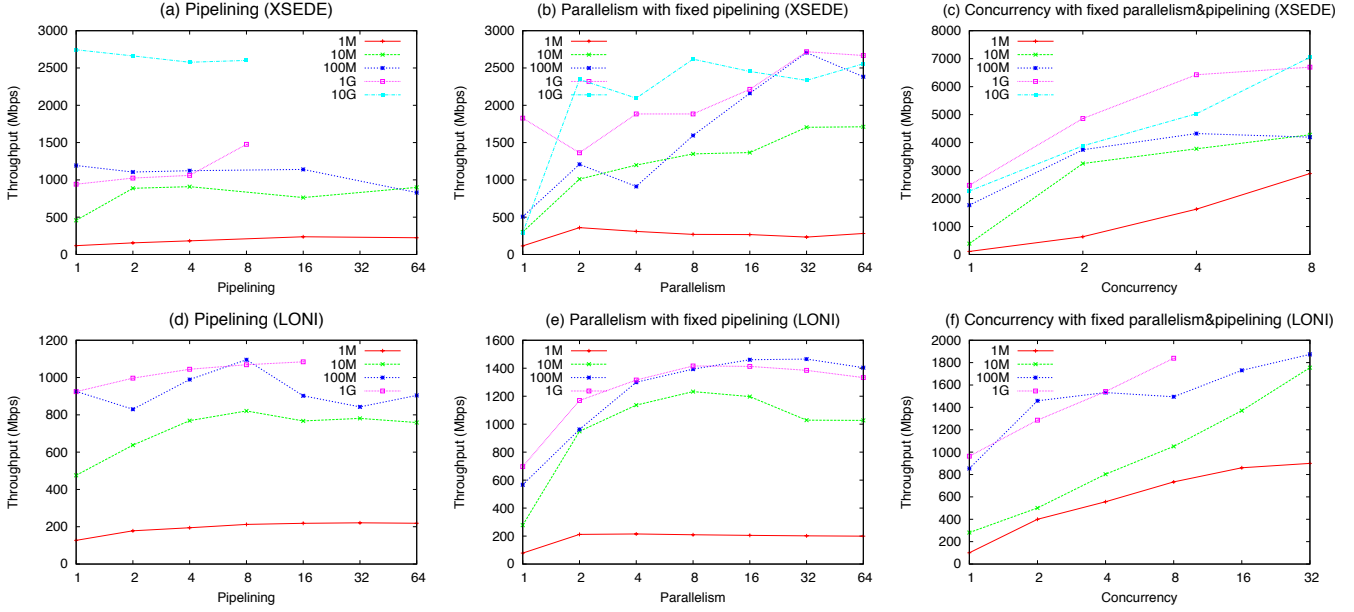 (a) Pipelining (XSEDE)
Throughput (Mbps)
3000
2500
2000
1500
1000
500
0
1M
10M
100M
1G
10G
1 2 4 8 16 32 64
Pipelining
(b) Parallelism with fixed pipelining (XSEDE)
Throughput (Mbps)
3000
2500
2000
1500
1000
500
0
1M
10M
100M
1G
10G
1 2 4 8 16 32 64
Parallelism
(c) Concurrency with fixed parallelism&pipelining (XSEDE)
Throughput (Mbps)
8000
7000
6000
5000
4000
3000
2000
1000
0
1M
10M
100M
1G
10G
1 2 4 8
Concurrency
(d) Pipelining (LONI)
Throughput (Mbps)
1200
1000
800
600
400
200
0
1M
10M
100M
1G
1 2 4 8 16 32 64
Pipelining
(e) Parallelism with fixed pipelining (LONI)
Throughput (Mbps)
1600
1400
1200
1000
800
600
400
200
0
1M
10M
100M
1G
1 2 4 8 16 32 64
Parallelism
(f) Concurrency with fixed parallelism&pipelining (LONI)
Throughput (Mbps)
2000
1800
1600
1400
1200
1000
800
600
400
200
0
1M
10M
100M
1G
1 2 4 8 16 32
Concurrency